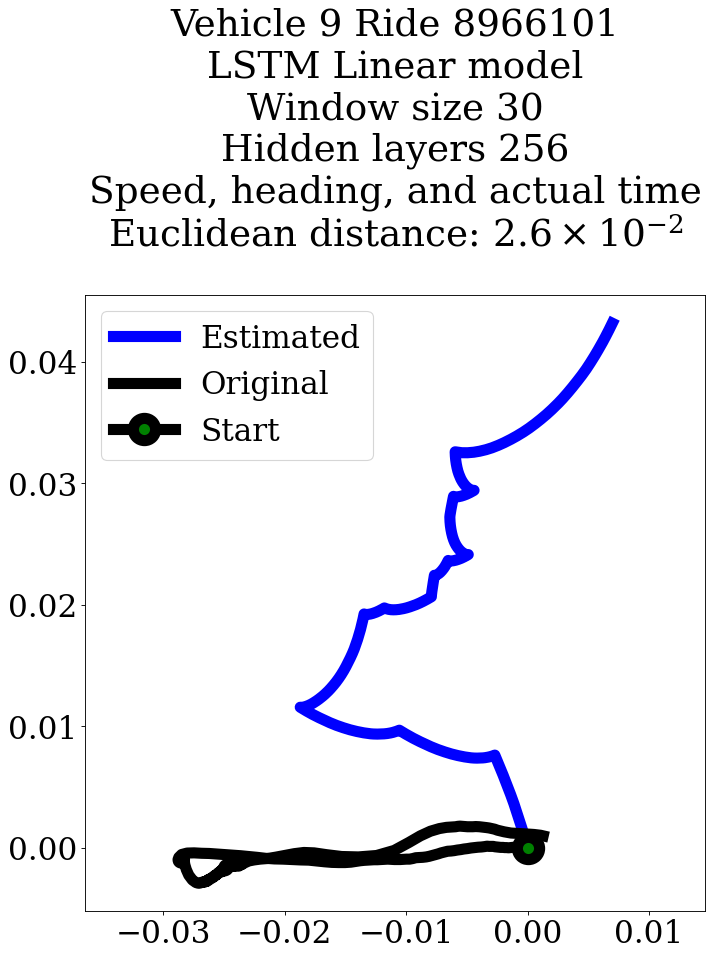 Vehicle 9 Ride 8966101
LSTM Linear model
Window size 30
Hidden layers 256
Speed, heading, and actual time
Euclidean distance: 2.6 × 10⁻²
Estimated
Original
Start
0.04
0.03
0.02
0.01
0.00
−0.03 −0.02 −0.01 0.00 0.01